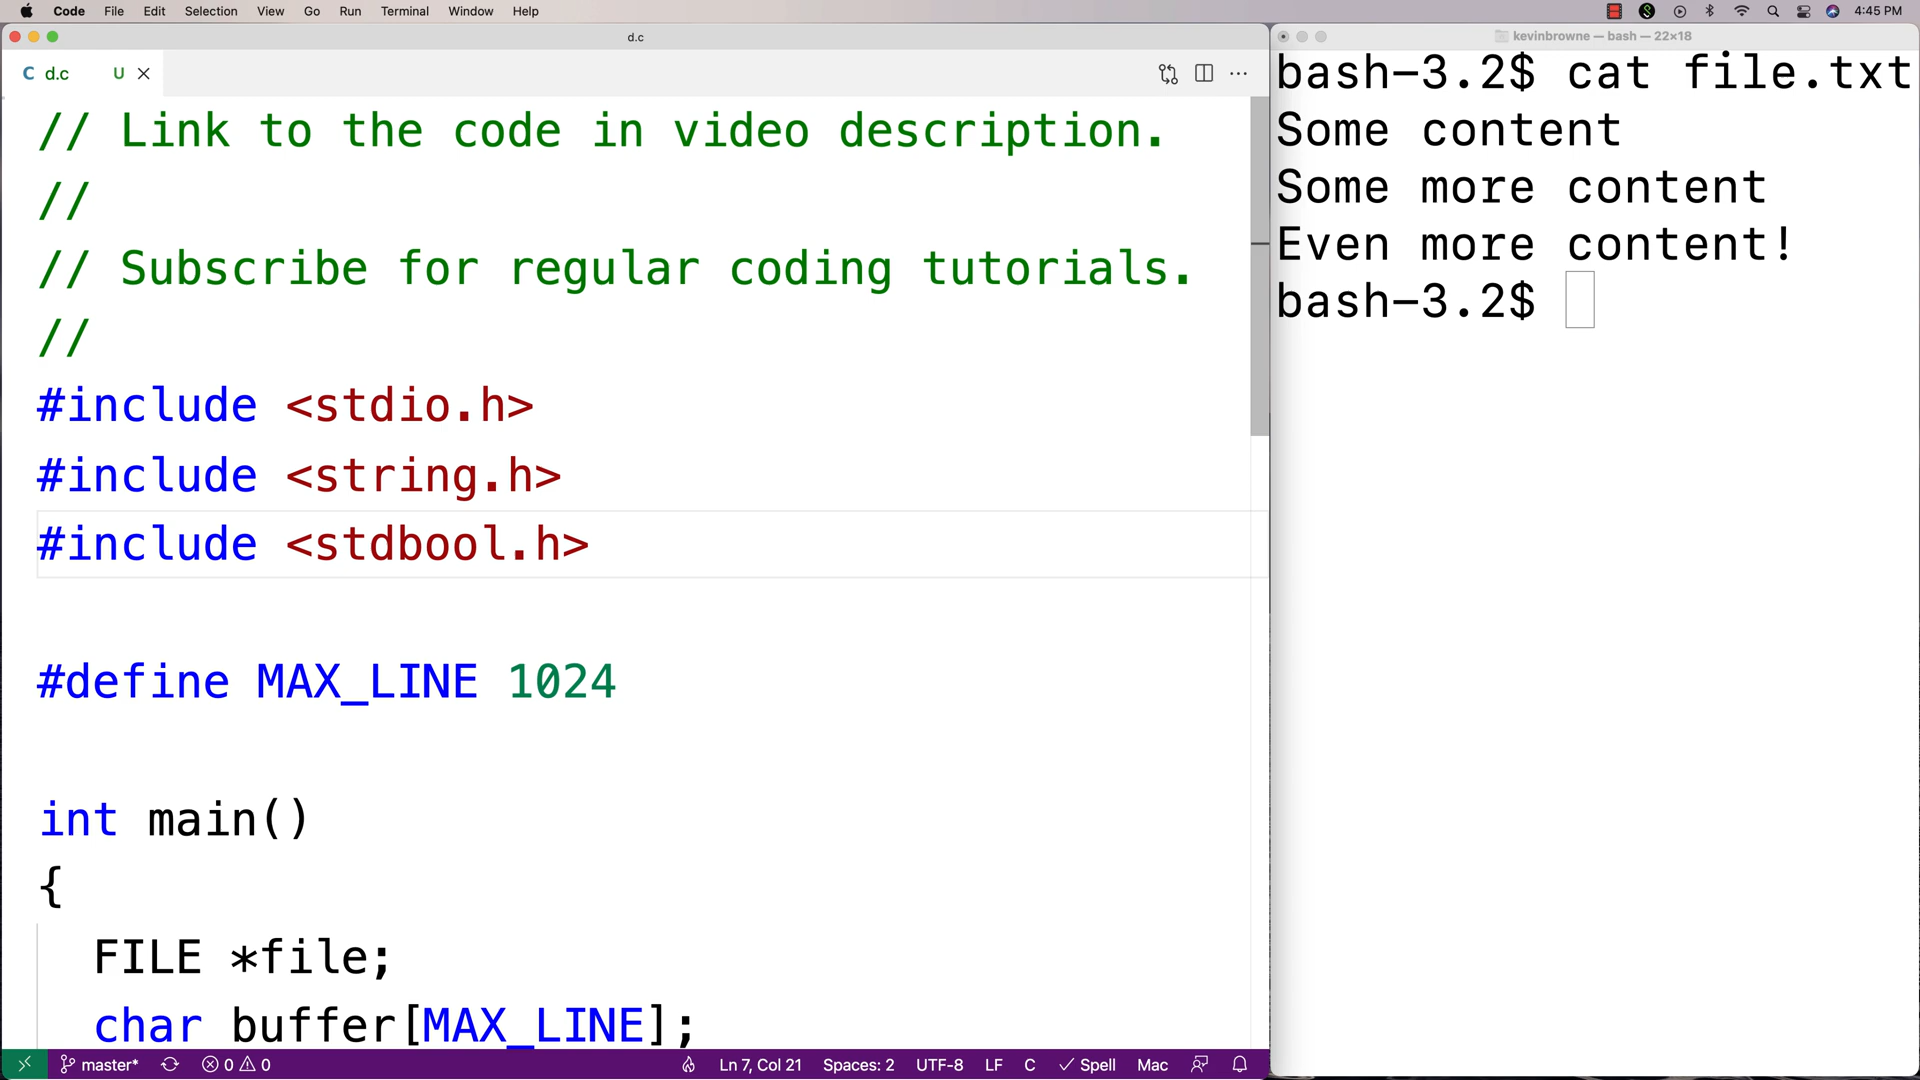 Code File Edit Selection View Go Run Terminal Window Help 4:45 PM
d.c
C d.c U
// Link to the code in video description.
//
// Subscribe for regular coding tutorials.
//
#include <stdio.h>
#include <string.h>
#include <stdbool.h>
#define MAX_LINE 1024
int main()
{
FILE *file;
char buffer[MAX_LINE];
master* 0 0 Ln 7, Col 21 Spaces: 2 UTF-8 LF C Spell Mac
kevinbrowne — bash — 22×18
bash-3.2$ cat file.txt
Some content
Some more content
Even more content!
bash-3.2$